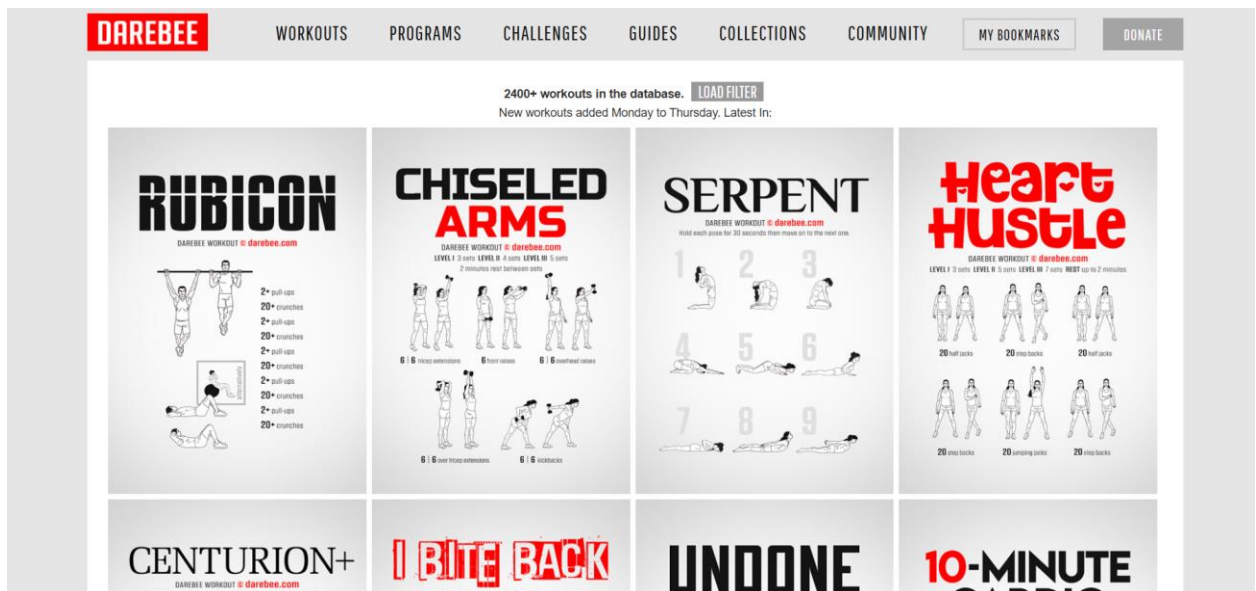 DAREBEE WORKOUTS PROGRAMS CHALLENGES GUIDES COLLECTIONS COMMUNITY MY BOOKMARKS DONATE
2400+ workouts in the database. LOAD FILTER
New workouts added Monday to Thursday. Latest In:
RUBICON
DAREBEE WORKOUT © darebee.com
2+ pull-ups
20+ crunches
2+ pull-ups
20+ crunches
2+ pull-ups
20+ crunches
2+ pull-ups
20+ crunches
2+ pull-ups
20+ crunches
alternatively
CHISELED
ARMS
DAREBEE WORKOUT © darebee.com
LEVEL I 3 sets LEVEL II 4 sets LEVEL III 5 sets
2 minutes rest between sets
6 | 6 tricep extensions 6 front raises 6 | 6 overhead raises
6 | 6 over tricep extensions 6 | 6 kickbacks
SERPENT
DAREBEE WORKOUT © darebee.com
Hold each pose for 30 seconds then move on to the next one.
1 2 3
4 5 6
7 8 9
Heart
Hustle
DAREBEE WORKOUT © darebee.com
LEVEL I 3 sets LEVEL II 5 sets LEVEL III 7 sets REST up to 2 minutes
20 half jacks 20 step backs 20 half jacks
20 step backs 20 jumping jacks 20 step backs
CENTURION+
DAREBEE WORKOUT © darebee.com
I BITE BACK
UNDONE
10-MINUTE
CARDIO